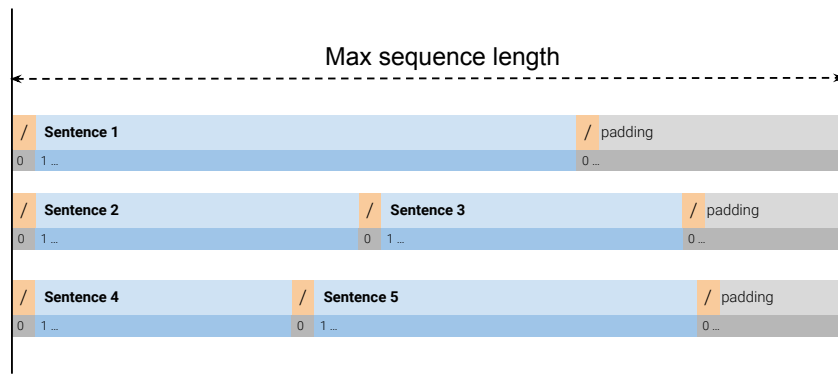 Max sequence length
/ Sentence 1 / padding
0 1 ... 0 ...
/ Sentence 2 / Sentence 3 / padding
0 1 ... 0 1 ... 0 ...
/ Sentence 4 / Sentence 5 / padding
0 1 ... 0 1 ... 0 ...